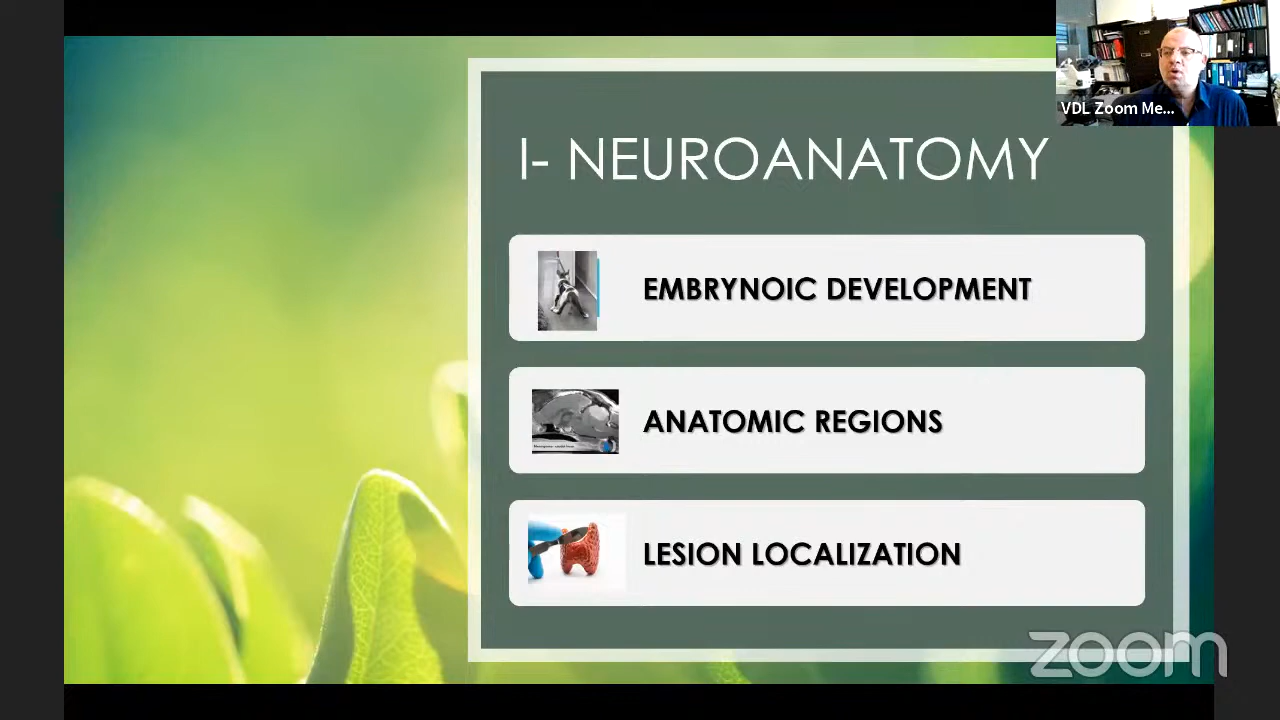 VDL Zoom Me...
I- NEUROANATOMY
EMBRYNOIC DEVELOPMENT
ANATOMIC REGIONS
LESION LOCALIZATION
zoom